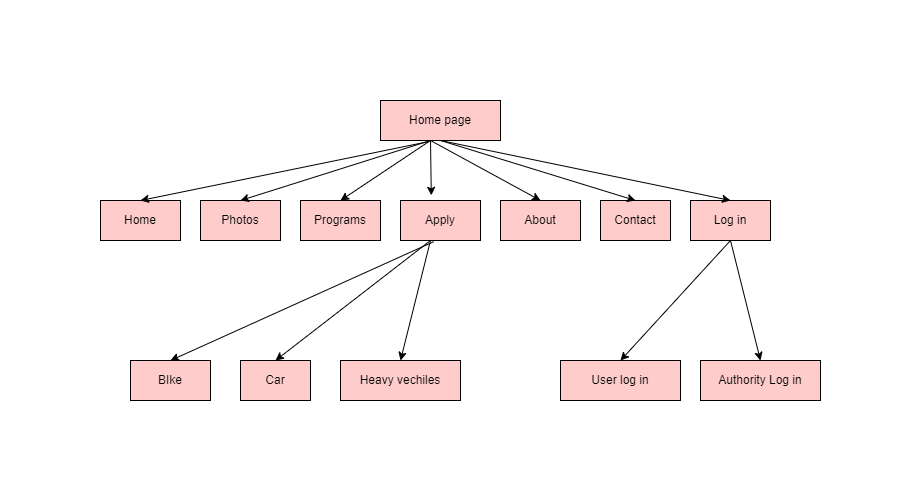 Home page
Home
Photos
Programs
Apply
About
Contact
Log in
BIke
Car
Heavy vechiles
User log in
Authority Log in